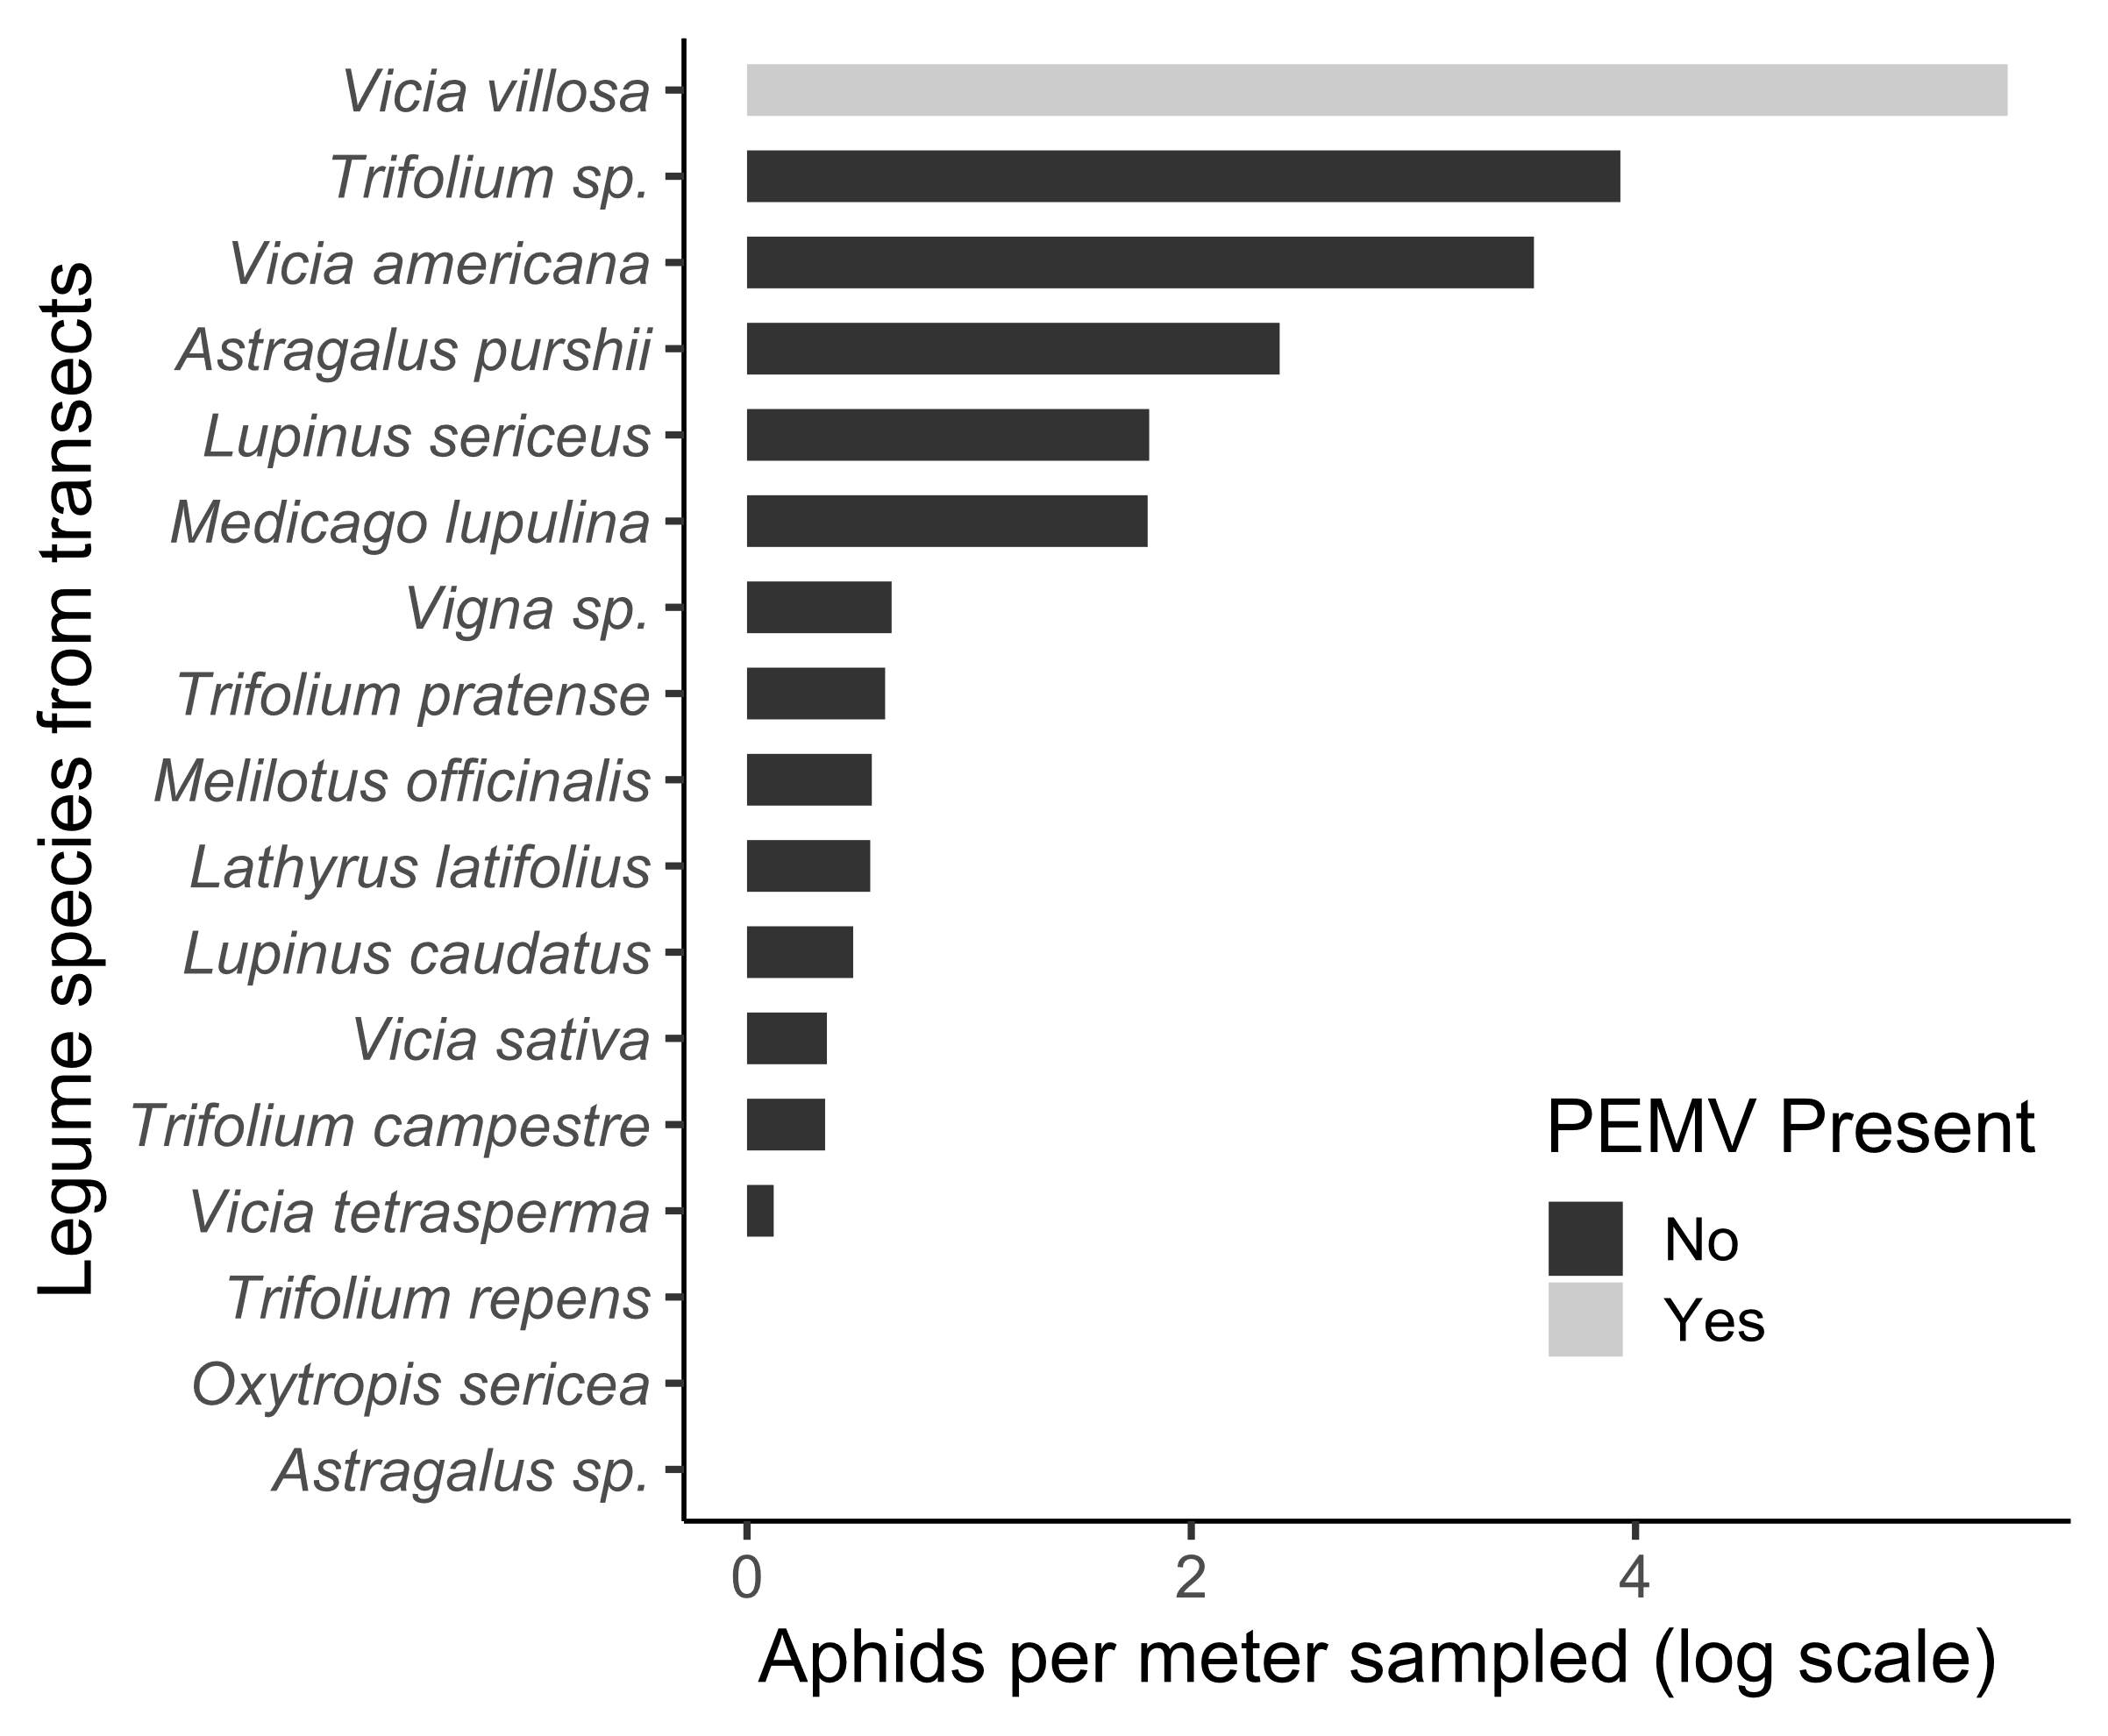 Legume species from transects
Vicia villosa
Trifolium sp.
Vicia americana
Astragalus purshii
Lupinus sericeus
Medicago lupulina
Vigna sp.
Trifolium pratense
Melilotus officinalis
Lathyrus latifolius
Lupinus caudatus
Vicia sativa
Trifolium campestre
Vicia tetrasperma
Trifolium repens
Oxytropis sericea
Astragalus sp.
PEMV Present
No
Yes
0 2 4
Aphids per meter sampled (log scale)